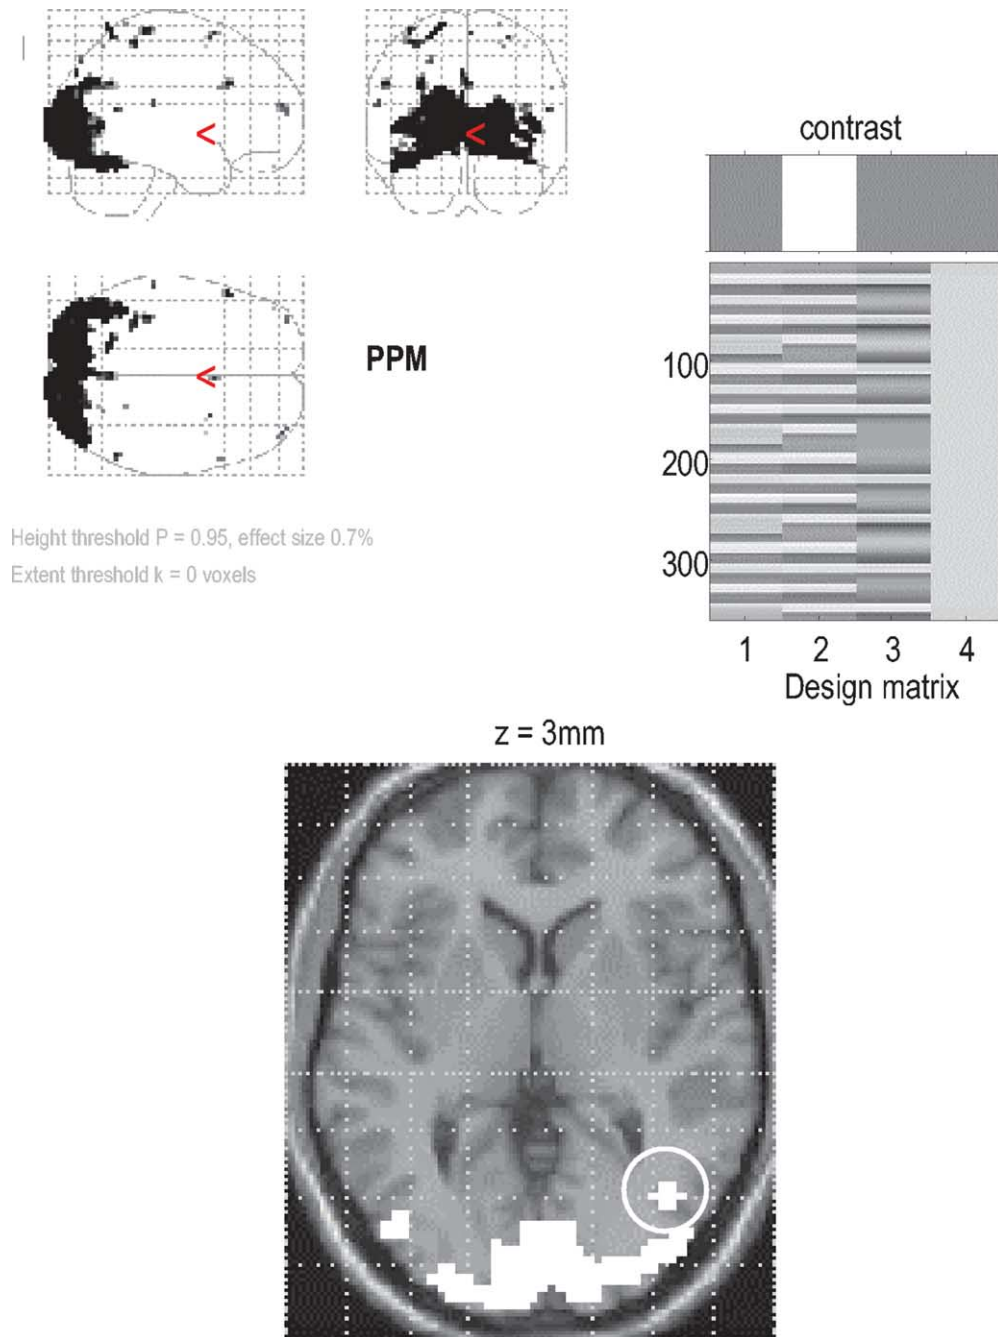 contrast
PPM
100
200
300
1 2 3 4
Design matrix
Height threshold P = 0.95, effect size 0.7%
Extent threshold k = 0 voxels
z = 3mm